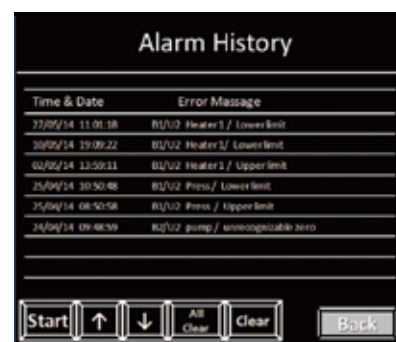 Alarm History
Time & Date Error Massage
27/05/14 11:01:18 B1/U2 Heater1 / Lower limit
10/05/14 19:09:22 B1/U2 Heater 1/ Lower limit
02/05/14 13:59:11 B1/U2 Heater1 / Upper limit
25/04/14 10:50:48 B1/U2 Press / Lower limit
25/04/14 08:50:58 B1/U2 Press / Upper limit
24/04/14 09:48:59 B2/U2 pump / unrecognizable zero
Start ↑ ↓ All Clear Clear Back